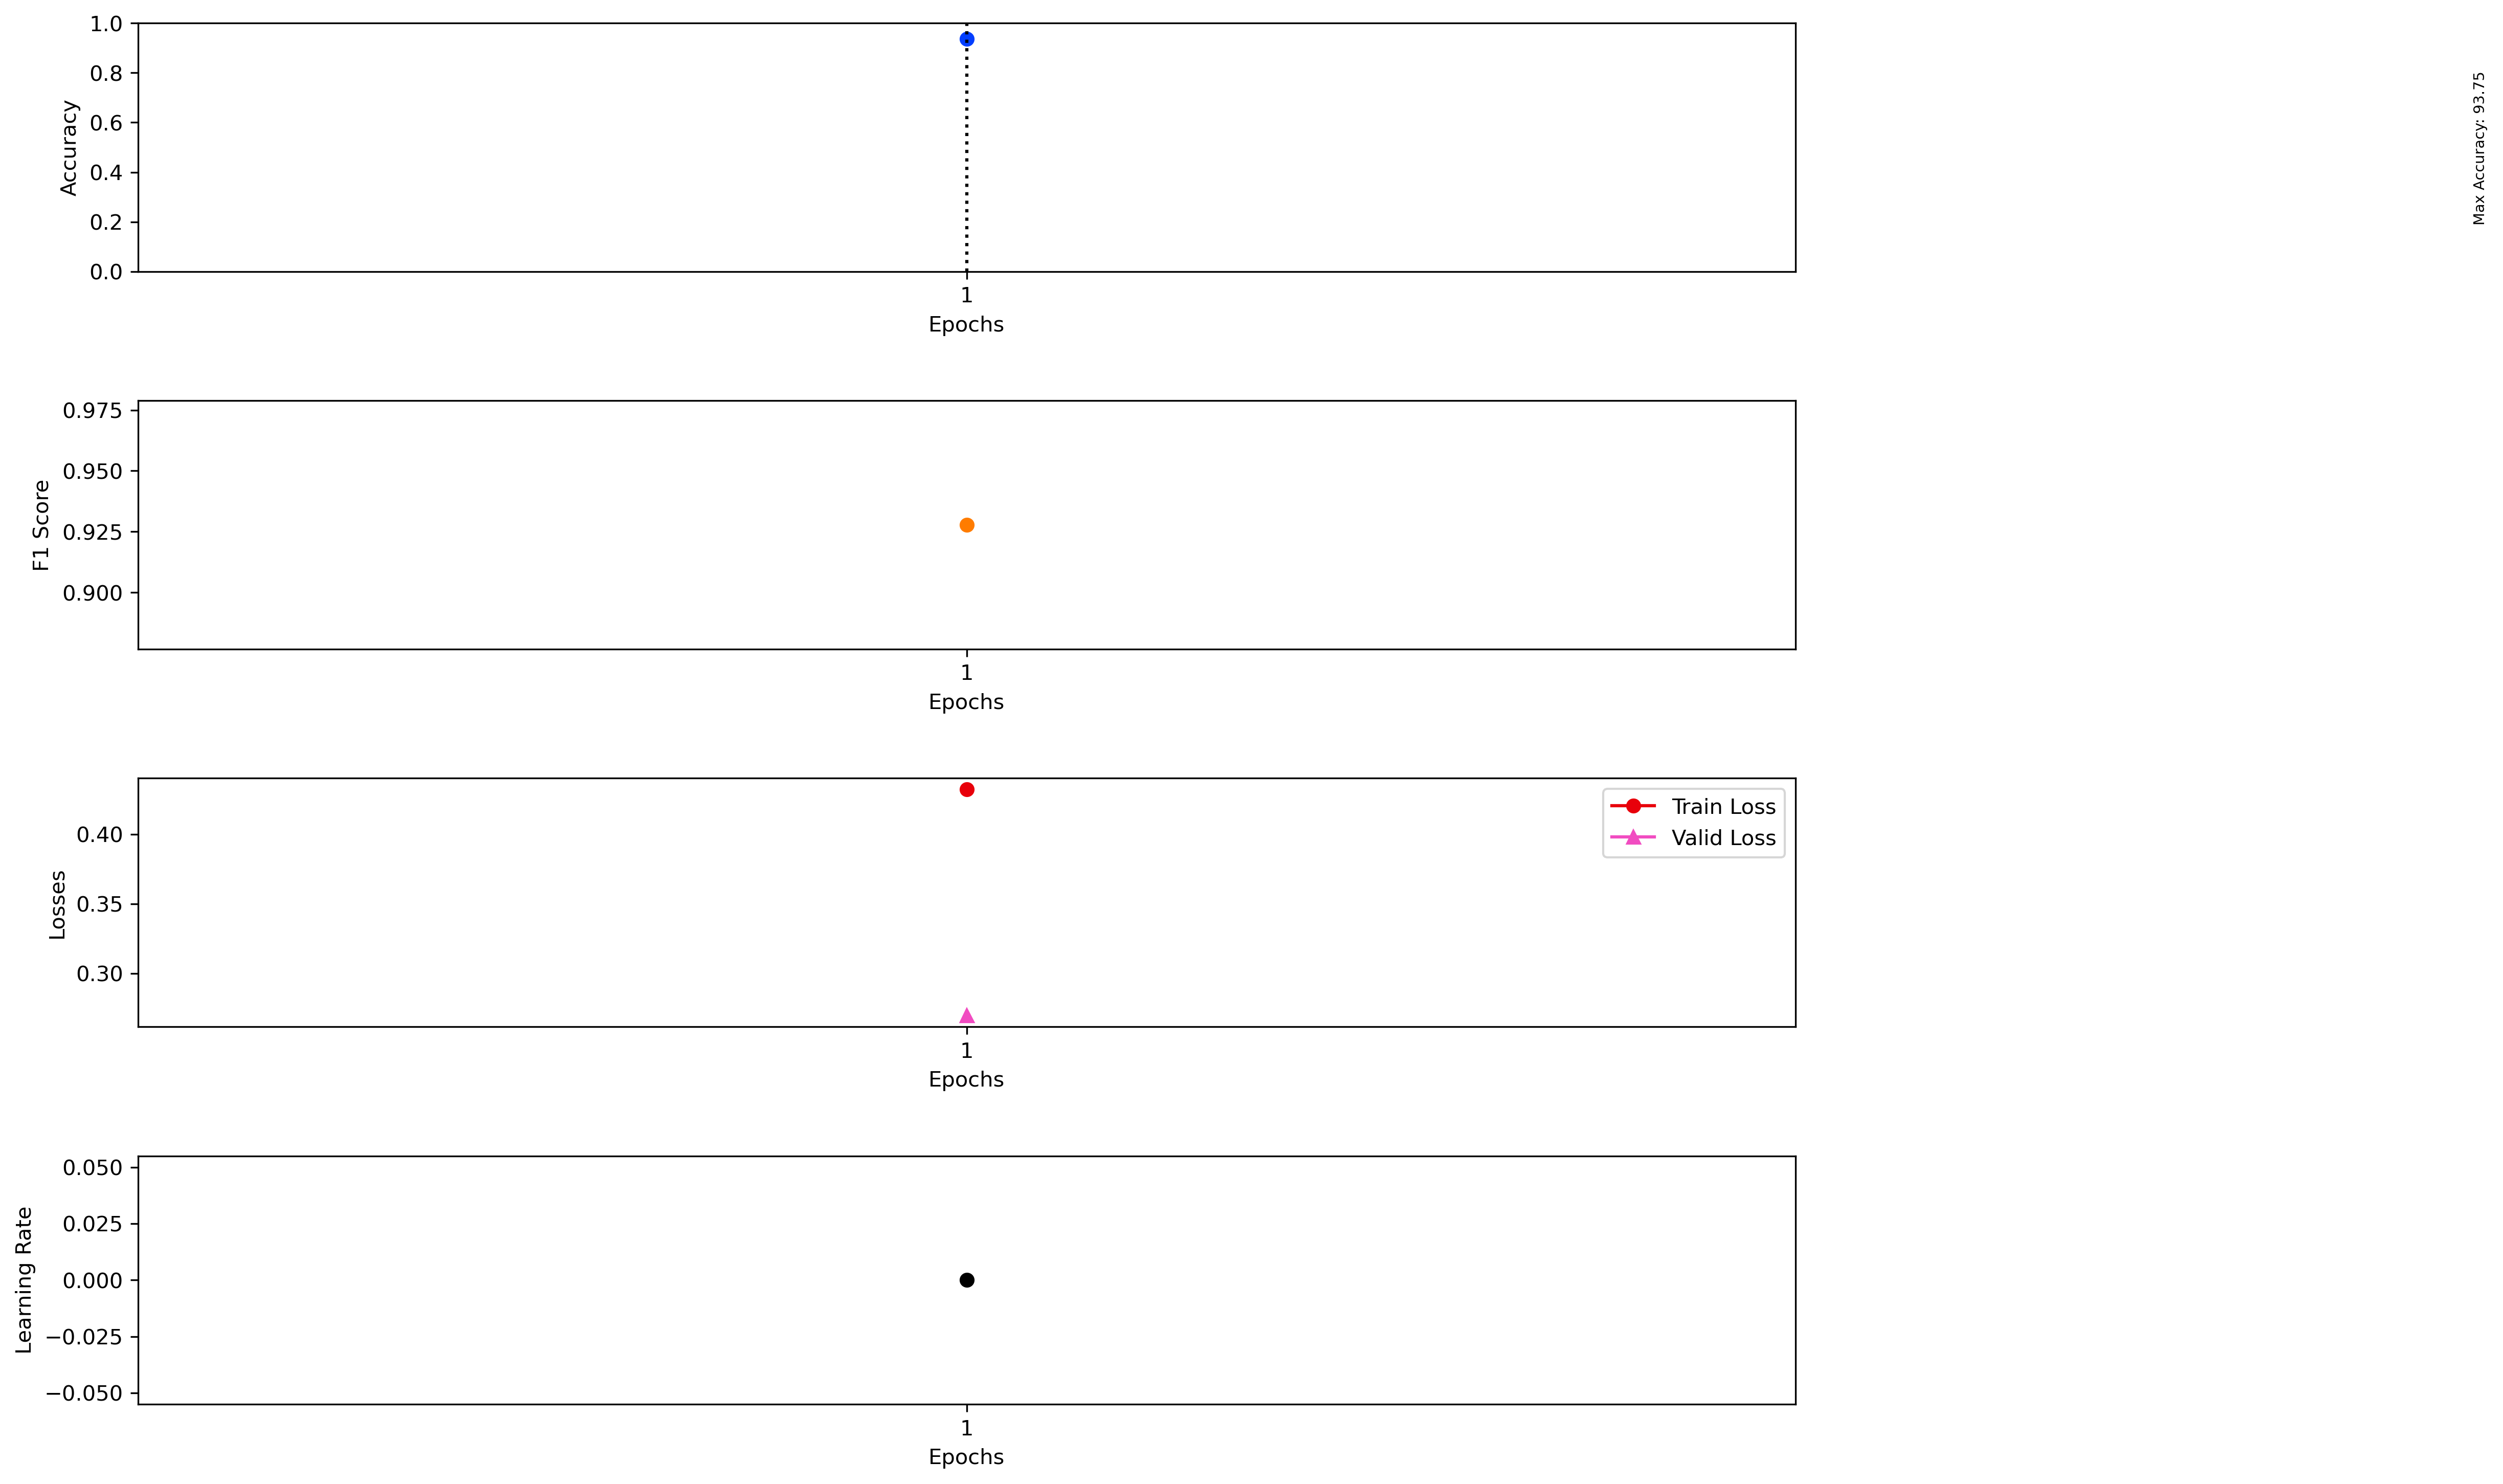 1.0
0.8
0.6
0.4
0.2
0.0
Accuracy
1
Epochs
Max Accuracy: 93.75
0.975
0.950
0.925
0.900
F1 Score
1
Epochs
0.40
0.35
0.30
Losses
Train Loss
Valid Loss
1
Epochs
0.050
0.025
0.000
−0.025
−0.050
Learning Rate
1
Epochs